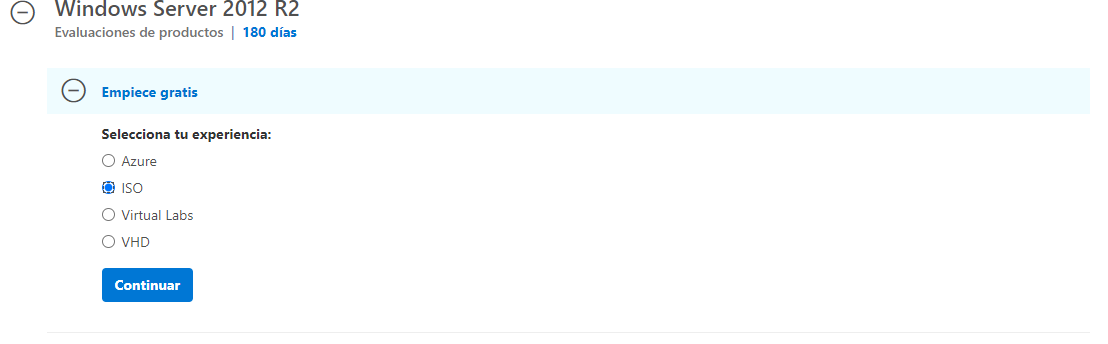 Windows Server 2012 R2
Evaluaciones de productos | 180 días
Empiece gratis
Selecciona tu experiencia:
Azure
ISO
Virtual Labs
VHD
Continuar